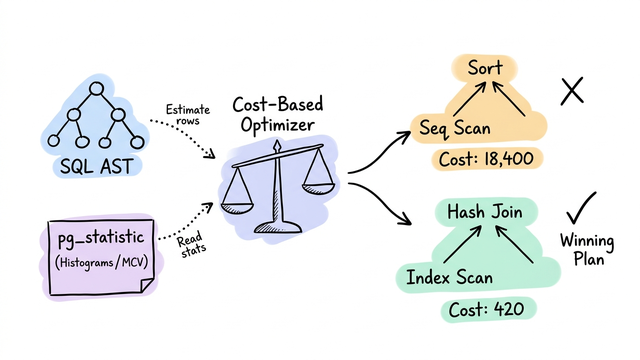 SQL AST
pg_statistic
(Histograms/MCV)
Estimate
rows
Read
stats
Cost-Based
Optimizer
Sort
Seq Scan
Cost: 18,400
Hash Join
Index Scan
Cost: 420
Winning
Plan